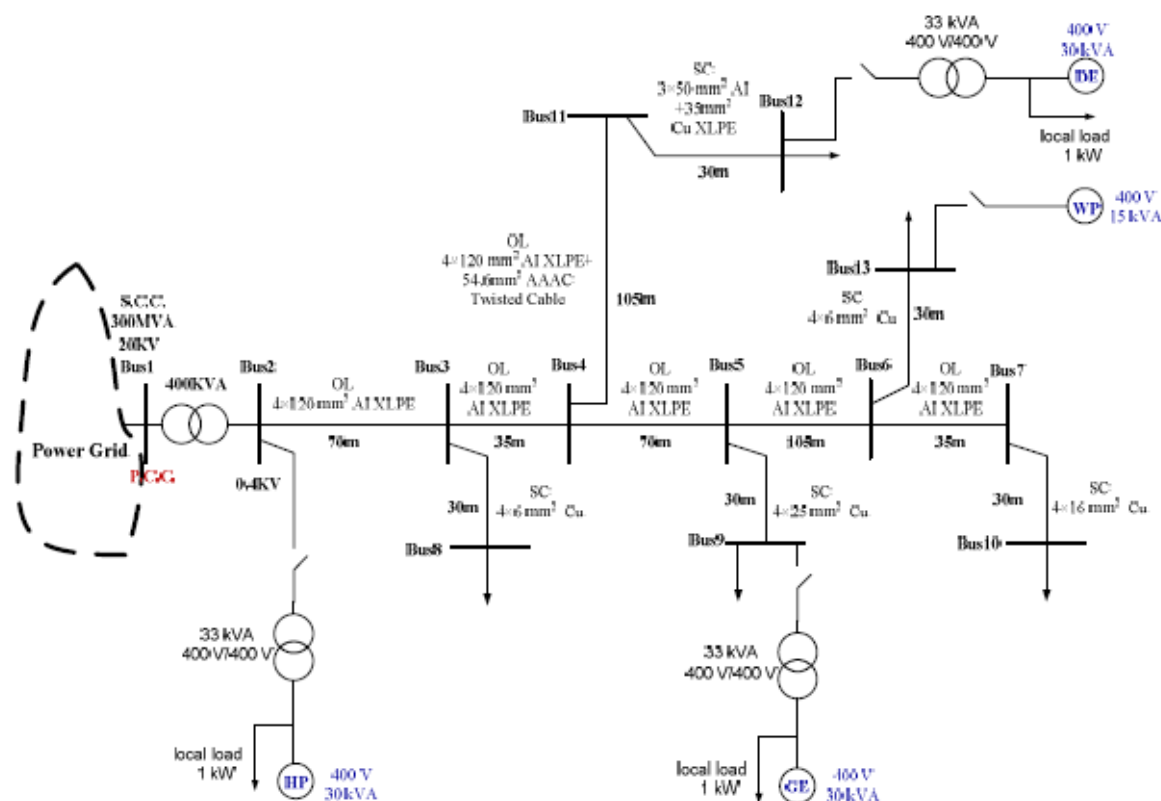 33 kVA
400 V/400 V
400 V
30 kVA
DE
local load
1 kW
SC
3×50 mm² Al
+35mm²
Cu XLPE
Bus12
Bus11
30m
400 V
15 kVA
WP
OL
4×120 mm² Al XLPE+
54.6mm² AAAC
Twisted Cable
105m
Bus13
SC
4×6 mm² Cu
30m
S.C.C.
300MVA
20KV
Bus1
400KVA
Bus2
OL
4×120 mm² Al XLPE
70m
Bus3
OL
4×120 mm²
Al XLPE
35m
Bus4
OL
4×120 mm²
Al XLPE
70m
Bus5
OL
4×120 mm²
Al XLPE
105m
Bus6
OL
4×120 mm²
Al XLPE
35m
Bus7
Power Grid
P.C.C.
0.4KV
30m
SC
4×6 mm² Cu
Bus8
30m
SC
4×25 mm² Cu
Bus9
30m
SC
4×16 mm² Cu
Bus10
33 kVA
400 V/400 V
local load
1 kW
HP
400 V
30 kVA
33 kVA
400 V/400 V
local load
1 kW
GE
400 V
30 kVA